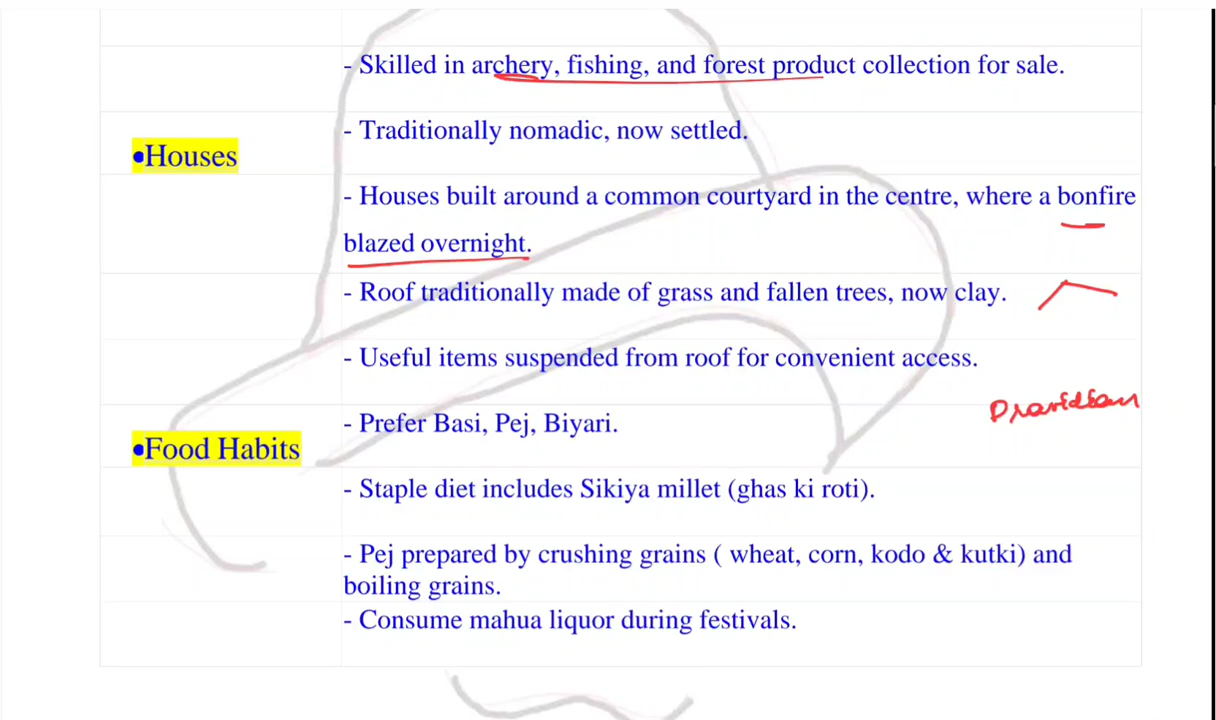 - Skilled in archery, fishing, and forest product collection for sale.
- Traditionally nomadic, now settled.
•Houses
- Houses built around a common courtyard in the centre, where a bonfire
blazed overnight.
- Roof traditionally made of grass and fallen trees, now clay.
- Useful items suspended from roof for convenient access.
Dravidian
- Prefer Basi, Pej, Biyari.
•Food Habits
- Staple diet includes Sikiya millet (ghas ki roti).
- Pej prepared by crushing grains ( wheat, corn, kodo & kutki) and
boiling grains.
- Consume mahua liquor during festivals.